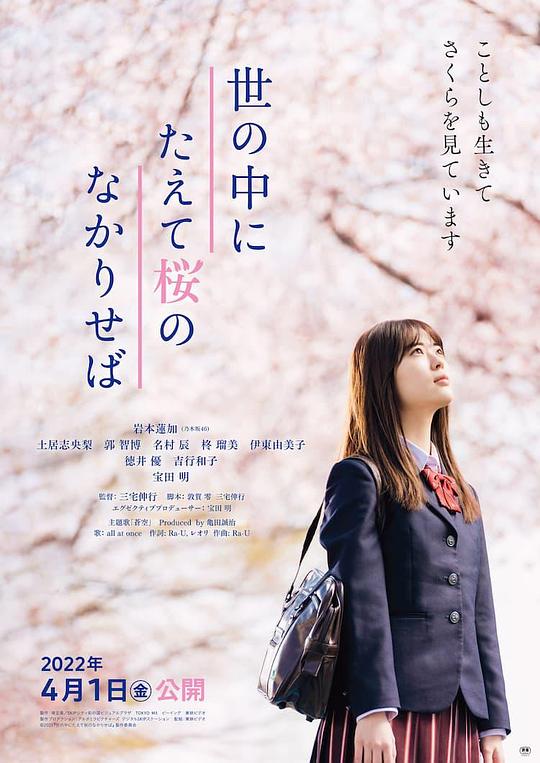 ことしも生きて
さくらを見ています
世の中に
たえて桜の
なかりせば
岩本蓮加(乃木坂46)
土居志央梨 郭 智博 名村 辰 柊 瑠美 伊東由美子
徳井 優 吉行和子
宝田 明
監督:三宅伸行 脚本:敦賀 零 三宅伸行
エグゼクティブプロデューサー:宝田 明
主題歌「蒼空」 Produced by 亀田誠治
歌:all at once 作詞:Ra-U, レオリ 作曲:Ra-U
2022年
4月1日金公開